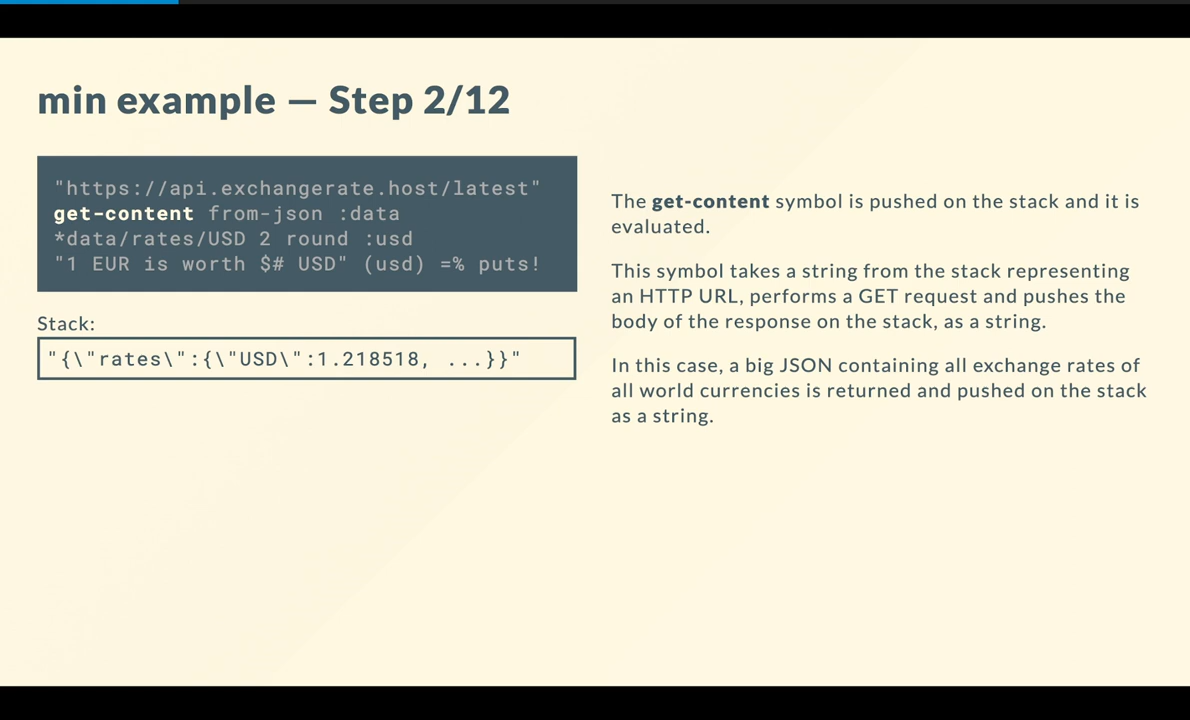 min example — Step 2/12
"https://api.exchangerate.host/latest"
get-content from-json :data
*data/rates/USD 2 round :usd
"1 EUR is worth $# USD" (usd) =% puts!
Stack:
"{\"rates\":{\"USD\":1.218518, ...}}"
The get-content symbol is pushed on the stack and it is
evaluated.
This symbol takes a string from the stack representing
an HTTP URL, performs a GET request and pushes the
body of the response on the stack, as a string.
In this case, a big JSON containing all exchange rates of
all world currencies is returned and pushed on the stack
as a string.